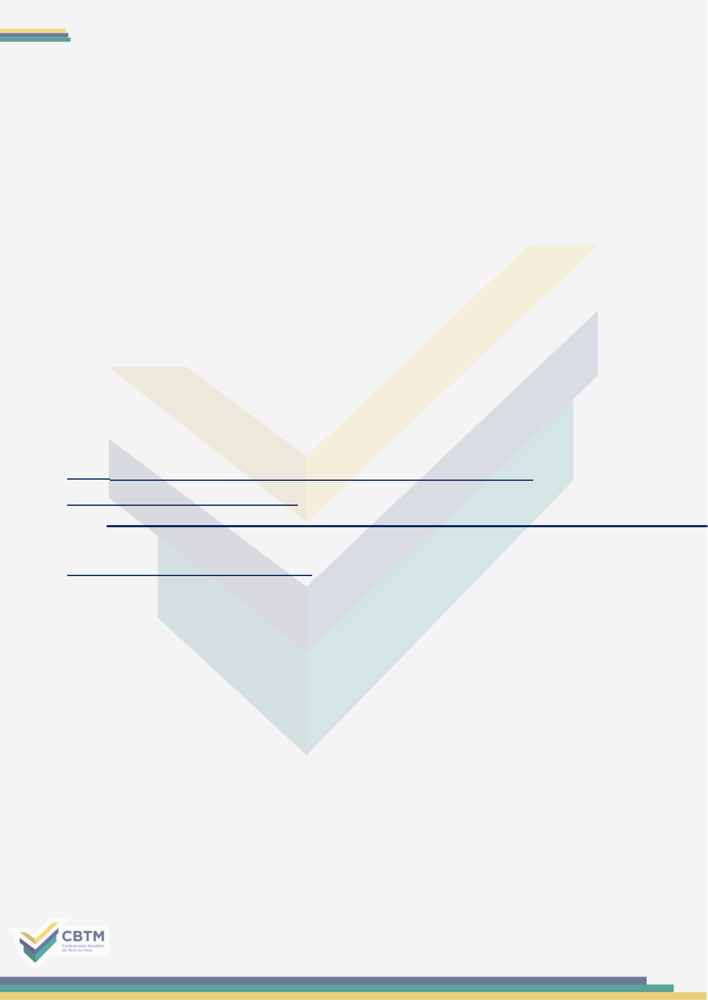 CBTM
Confederação Brasileira
de Tênis de Mesa